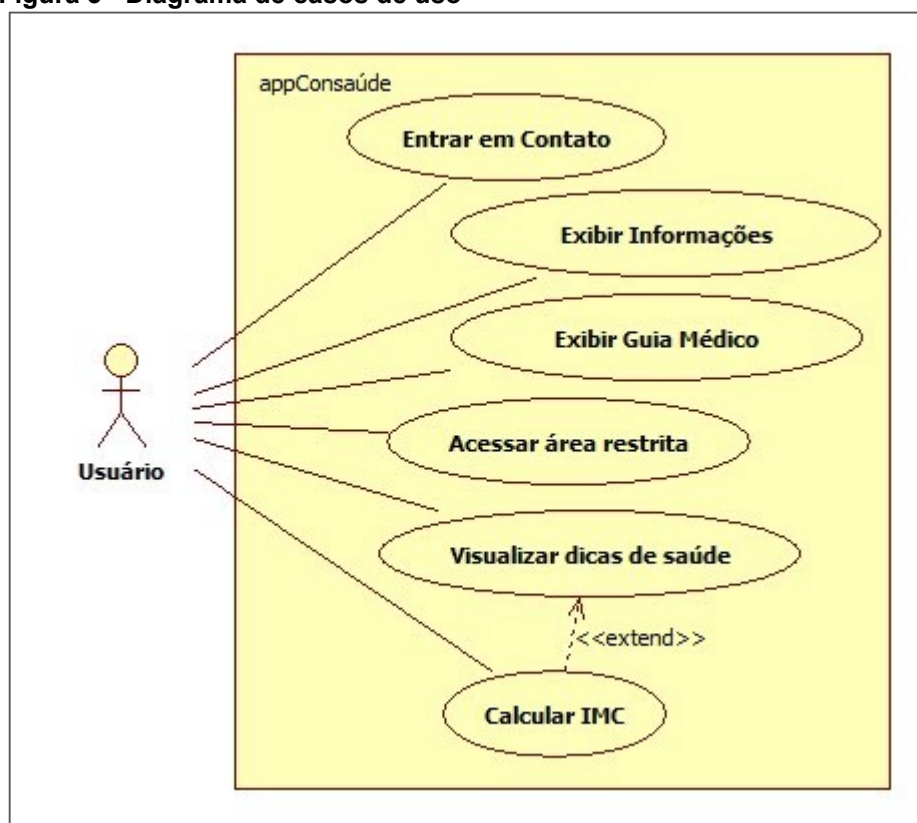 Figura 3 - Diagrama de casos de uso
appConsaúde
Entrar em Contato
Exibir Informações
Exibir Guia Médico
Acessar área restrita
Usuário
Visualizar dicas de saúde
<<extend>>
Calcular IMC